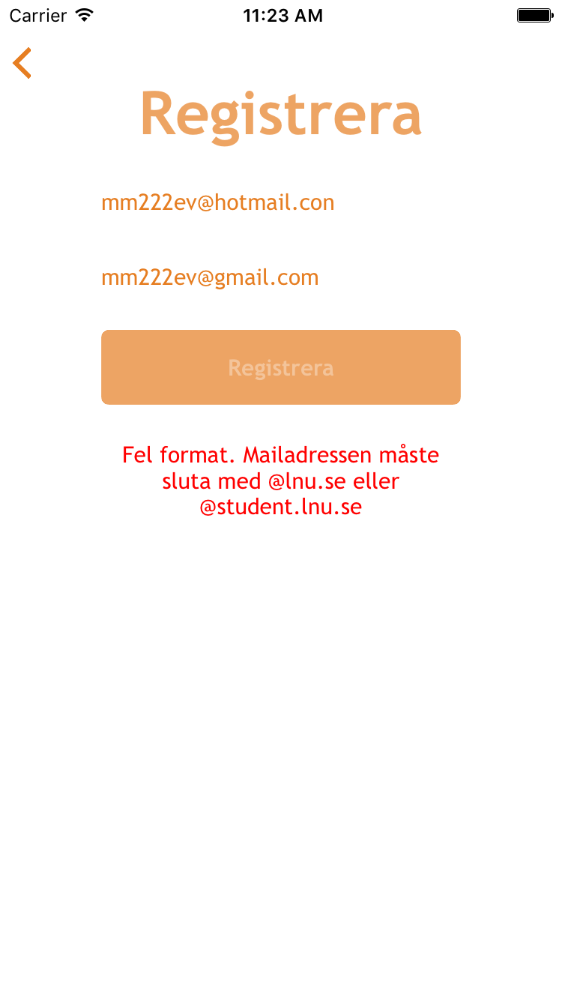 Carrier 11:23 AM
Registrera
mm222ev@hotmail.con
mm222ev@gmail.com
Registrera
Fel format. Mailadressen måste
sluta med @lnu.se eller
@student.lnu.se